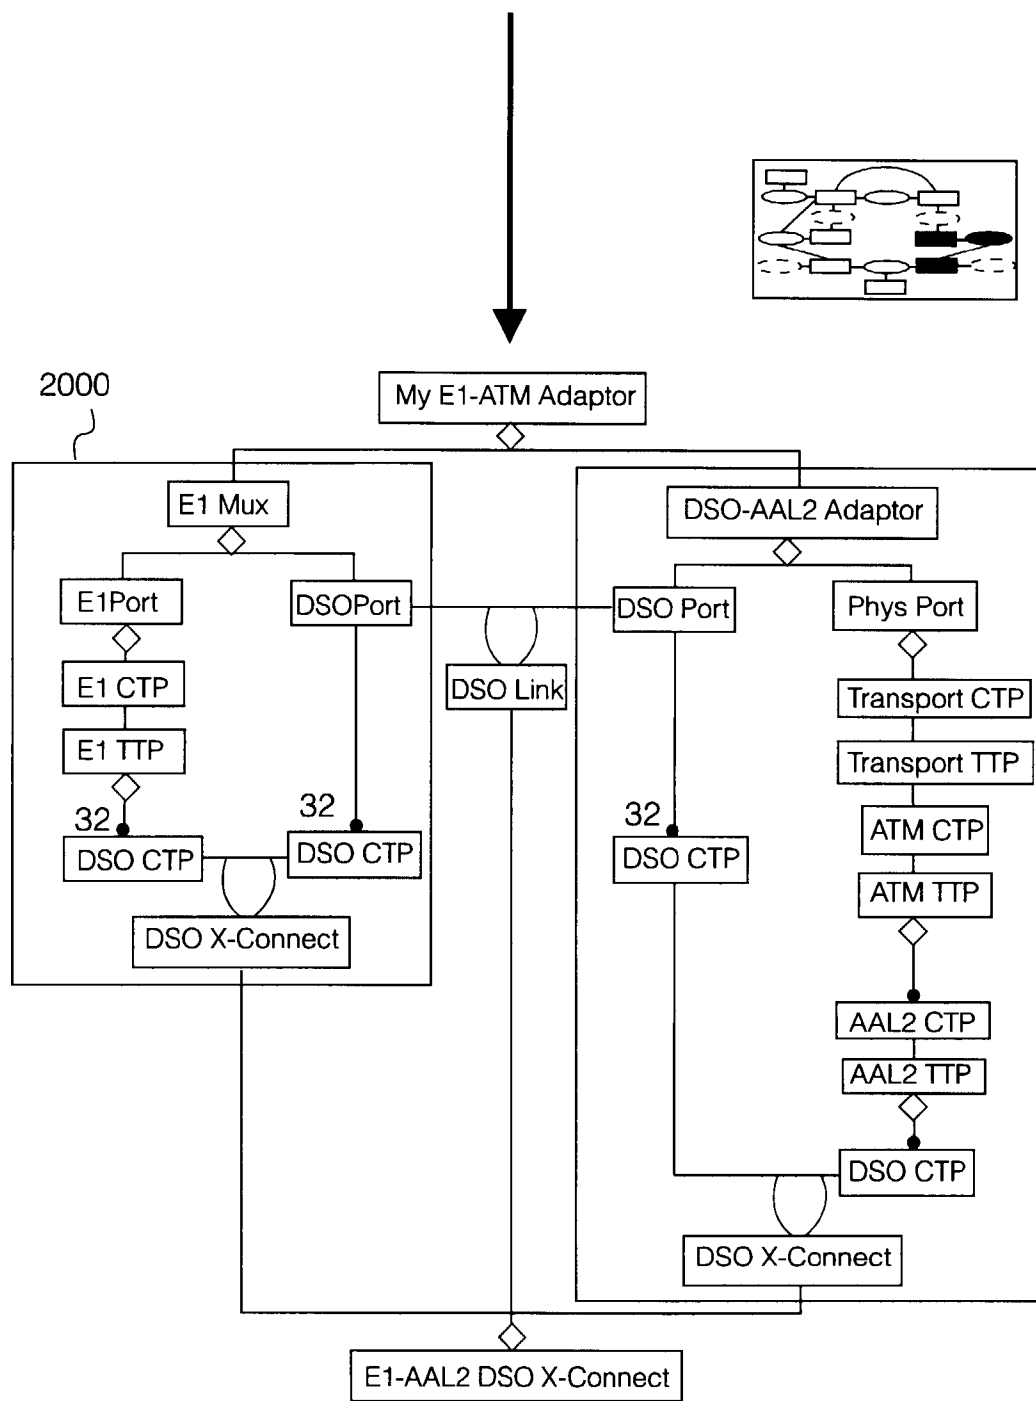 2000
My E1-ATM Adaptor
E1 Mux
DSO-AAL2 Adaptor
E1Port
DSOPort
DSO Port
Phys Port
E1 CTP
DSO Link
Transport CTP
E1 TTP
Transport TTP
32
32
32
ATM CTP
DSO CTP
DSO CTP
DSO CTP
ATM TTP
DSO X-Connect
AAL2 CTP
AAL2 TTP
DSO CTP
DSO X-Connect
E1-AAL2 DSO X-Connect